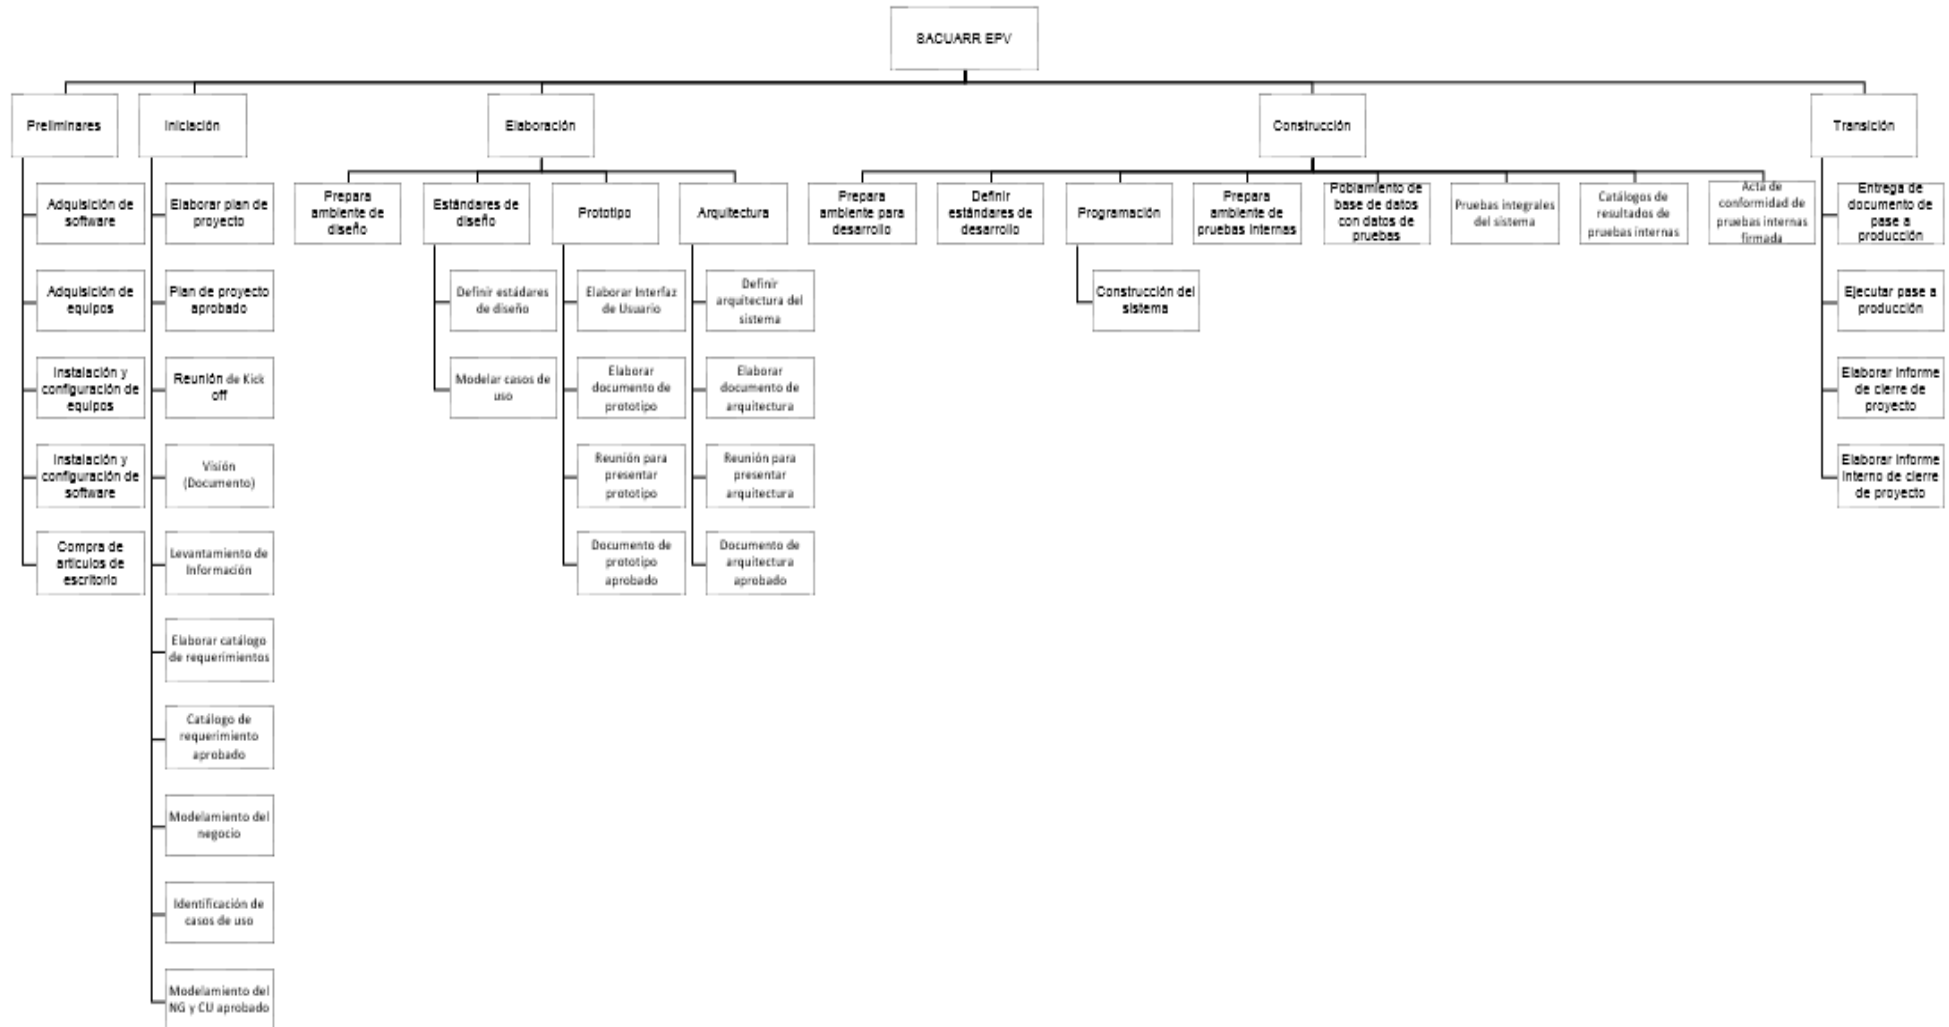 SACUARR EPV
Preliminares
Iniciación
Elaboración
Construcción
Transición
Adquisición de
software
Adquisición de
equipos
Instalación y
configuración de
equipos
Instalación y
configuración de
software
Compra de
articulos de
escritorio
Elaborar plan de
proyecto
Plan de proyecto
aprobado
Reunión de Kick
off
Visión
(Documento)
Levantamiento de
Información
Elaborar catálogo
de requerimientos
Catálogo de
requerimiento
aprobado
Modelamiento del
negocio
Identificación de
casos de uso
Modelamiento del
NG y CU aprobado
Prepara
ambiente de
diseño
Estándares de
diseño
Definir estádares
de diseño
Modelar casos de
uso
Prototipo
Elaborar Interfaz
de Usuario
Elaborar
documento de
prototipo
Reunión para
presentar
prototipo
Documento de
prototipo
aprobado
Arquitectura
Definir
arquitectura del
sistema
Elaborar
documento de
arquitectura
Reunión para
presentar
arquitectura
Documento de
arquitectura
aprobado
Prepara
ambiente para
desarrollo
Definir
estándares de
desarrollo
Programación
Construcción del
sistema
Prepara
ambiente de
pruebas internas
Poblamiento de
base de datos
con datos de
pruebas
Pruebas integrales
del sistema
Catálogos de
resultados de
pruebas internas
Acta de
conformidad de
pruebas internas
firmada
Entrega de
documento de
pase a
producción
Ejecutar pase a
producción
Elaborar informe
de cierre de
proyecto
Elaborar informe
interno de cierre
de proyecto